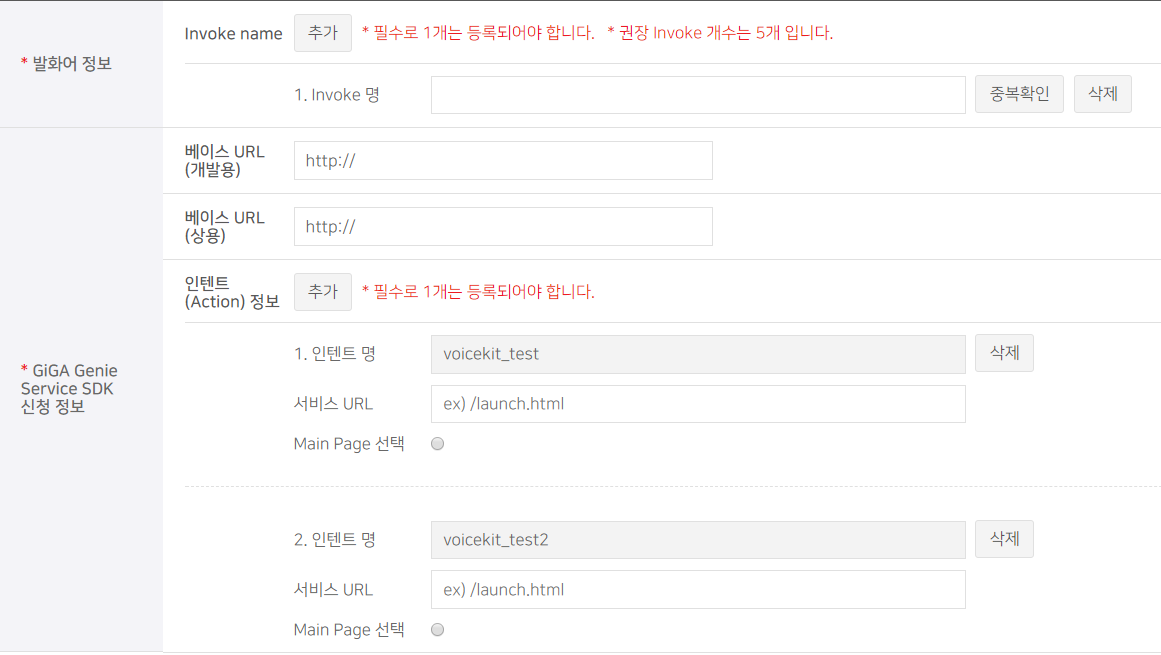 * 발화어 정보
Invoke name 추가 * 필수로 1개는 등록되어야 합니다. * 권장 Invoke 개수는 5개 입니다.
1. Invoke 명 중복확인 삭제
* GiGA Genie
Service SDK
신청 정보
베이스 URL
(개발용)
http://
베이스 URL
(상용)
http://
인텐트
(Action) 정보
추가 * 필수로 1개는 등록되어야 합니다.
1. 인텐트 명 voicekit_test 삭제
서비스 URL ex) /launch.html
Main Page 선택
2. 인텐트 명 voicekit_test2 삭제
서비스 URL ex) /launch.html
Main Page 선택